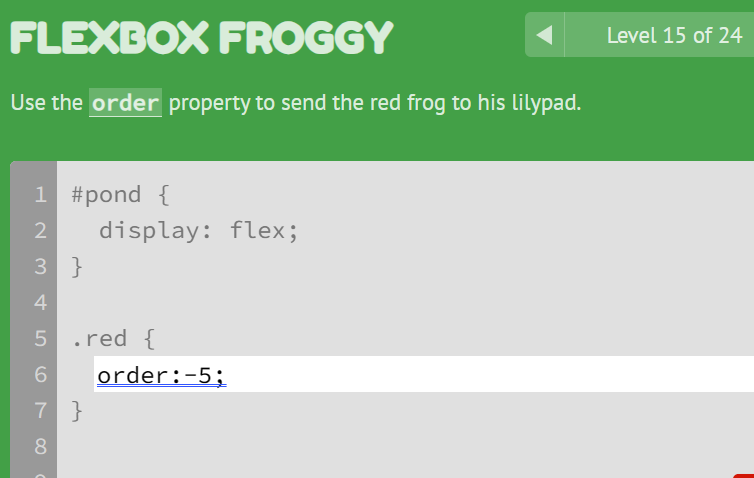 FLEXBOX FROGGY
Level 15 of 24
Use the order property to send the red frog to his lilypad.
1 #pond {
2 display: flex;
3 }
4
5 .red {
6 order:-5;
7 }
8